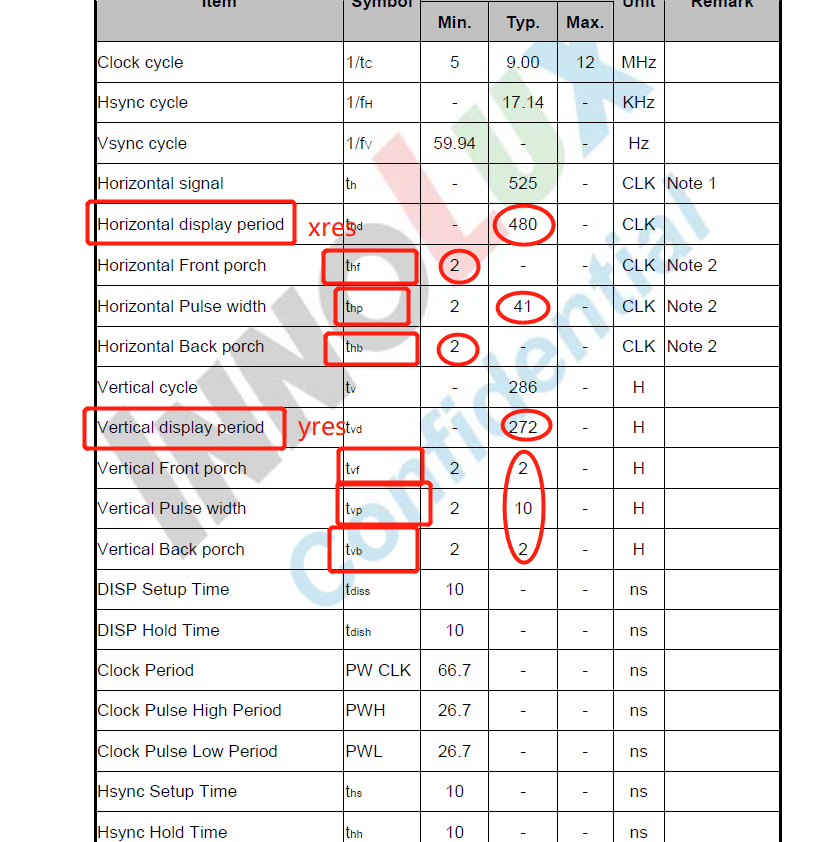 Item Symbol Min. Typ. Max. Unit Remark
Clock cycle 1/tC 5 9.00 12 MHz
Hsync cycle 1/fH - 17.14 - KHz
Vsync cycle 1/fV 59.94 - - Hz
Horizontal signal th - 525 - CLK Note 1
Horizontal display period xres thd - 480 - CLK
Horizontal Front porch thf 2 - - CLK Note 2
Horizontal Pulse width thp 2 41 - CLK Note 2
Horizontal Back porch thb 2 - - CLK Note 2
Vertical cycle tv - 286 - H
Vertical display period yres tvd - 272 - H
Vertical Front porch tvf 2 2 - H
Vertical Pulse width tvp 2 10 - H
Vertical Back porch tvb 2 2 - H
DISP Setup Time tdiss 10 - - ns
DISP Hold Time tdish 10 - - ns
Clock Period PW CLK 66.7 - - ns
Clock Pulse High Period PWH 26.7 - - ns
Clock Pulse Low Period PWL 26.7 - - ns
Hsync Setup Time ths 10 - - ns
Hsync Hold Time thh 10 - - ns
INNOLUX
Confidential